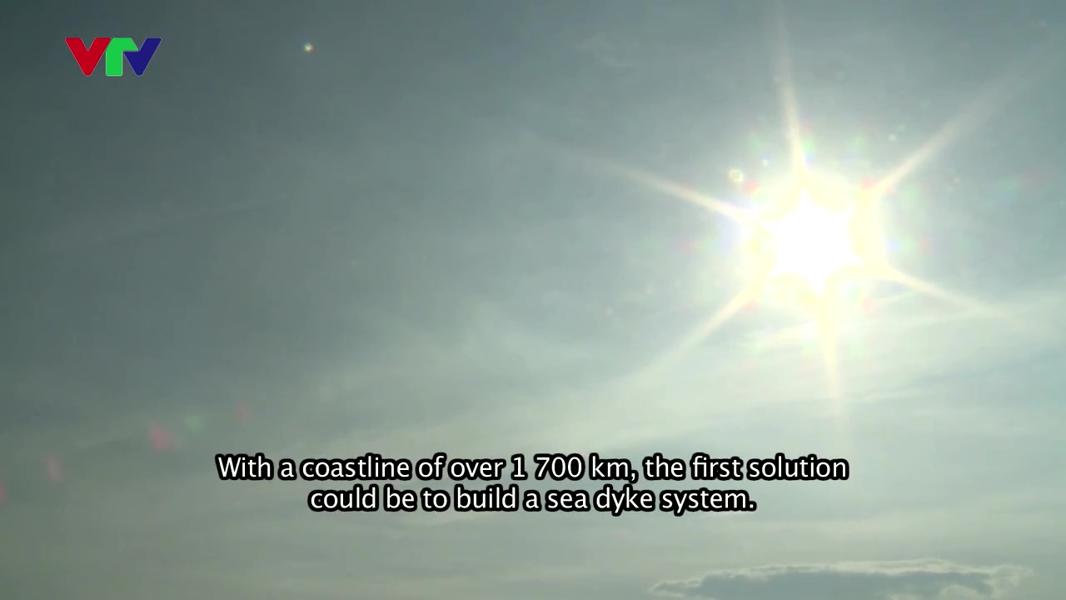 VTV
With a coastline of over 1 700 km, the first solution
could be to build a sea dyke system.